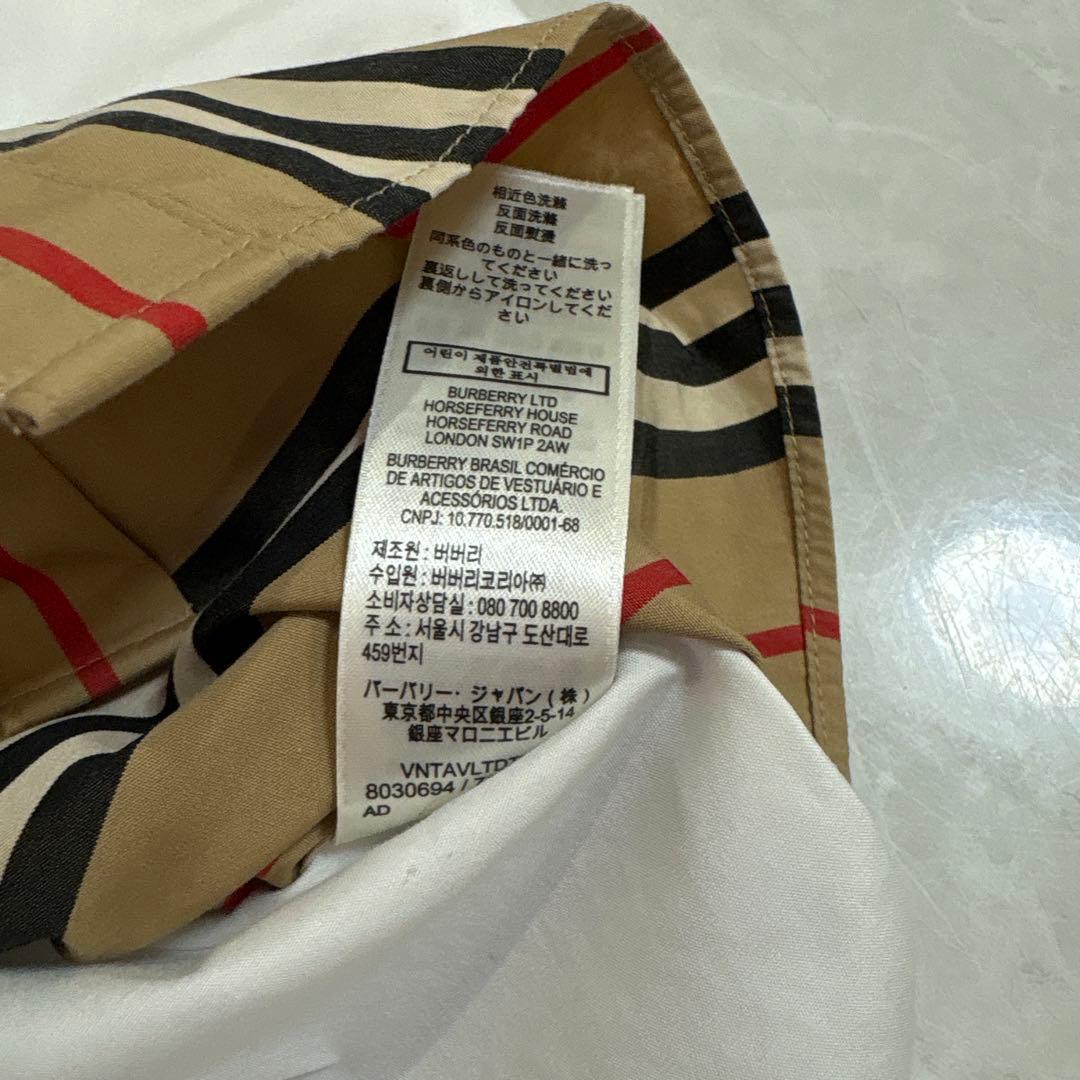 相近色洗滌
反面洗滌
反面熨燙
同系色のものと一緒に洗っ
てください
裏返しして洗ってください
裏側からアイロンしてくだ
さい
어린이 제품안전특별법에
의한 표시
BURBERRY LTD
HORSEFERRY HOUSE
HORSEFERRY ROAD
LONDON SW1P 2AW
BURBERRY BRASIL COMÉRCIO
DE ARTIGOS DE VESTUÁRIO E
ACESSÓRIOS LTDA.
CNPJ: 10.770.518/0001-68
제조원 : 버버리
수입원 : 버버리코리아㈜
소비자상담실 : 080 700 8800
주 소 : 서울시 강남구 도산대로
459번지
バーバリー・ジャパン(株)
東京都中央区銀座2-5-14
銀座マロニエビル
8030694 /
AD